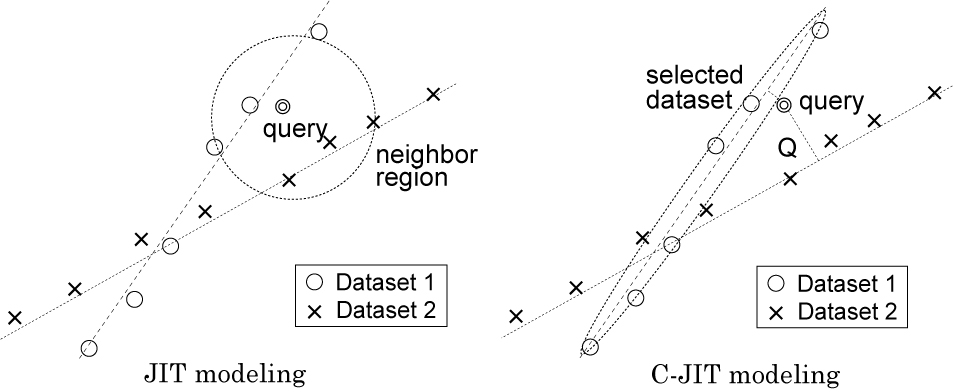 query
neighbor
region
Dataset 1
Dataset 2
JIT modeling
selected
dataset
query
Q
Dataset 1
Dataset 2
C-JIT modeling